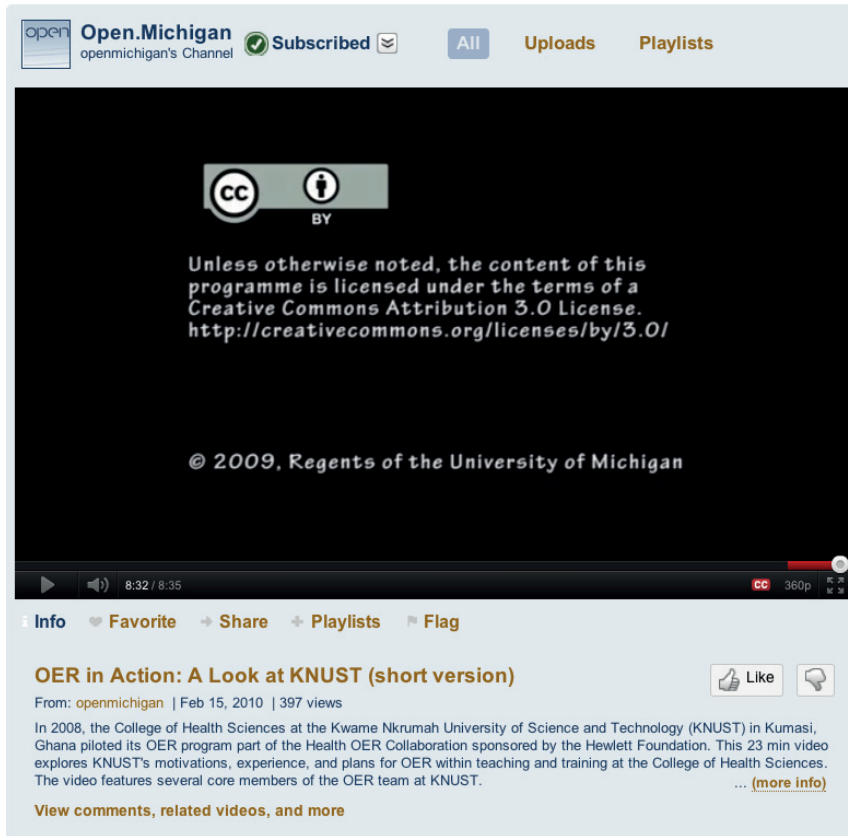 open
Open.Michigan
openmichigan's Channel
Subscribed
All
Uploads
Playlists
cc
BY
Unless otherwise noted, the content of this
programme is licensed under the terms of a
Creative Commons Attribution 3.0 License.
http://creativecommons.org/licenses/by/3.0/
© 2009, Regents of the University of Michigan
8:32 / 8:35
CC
360p
Info
Favorite
Share
Playlists
Flag
OER in Action: A Look at KNUST (short version)
Like
From: openmichigan | Feb 15, 2010 | 397 views
In 2008, the College of Health Sciences at the Kwame Nkrumah University of Science and Technology (KNUST) in Kumasi,
Ghana piloted its OER program part of the Health OER Collaboration sponsored by the Hewlett Foundation. This 23 min video
explores KNUST's motivations, experience, and plans for OER within teaching and training at the College of Health Sciences.
The video features several core members of the OER team at KNUST.
... (more info)
View comments, related videos, and more